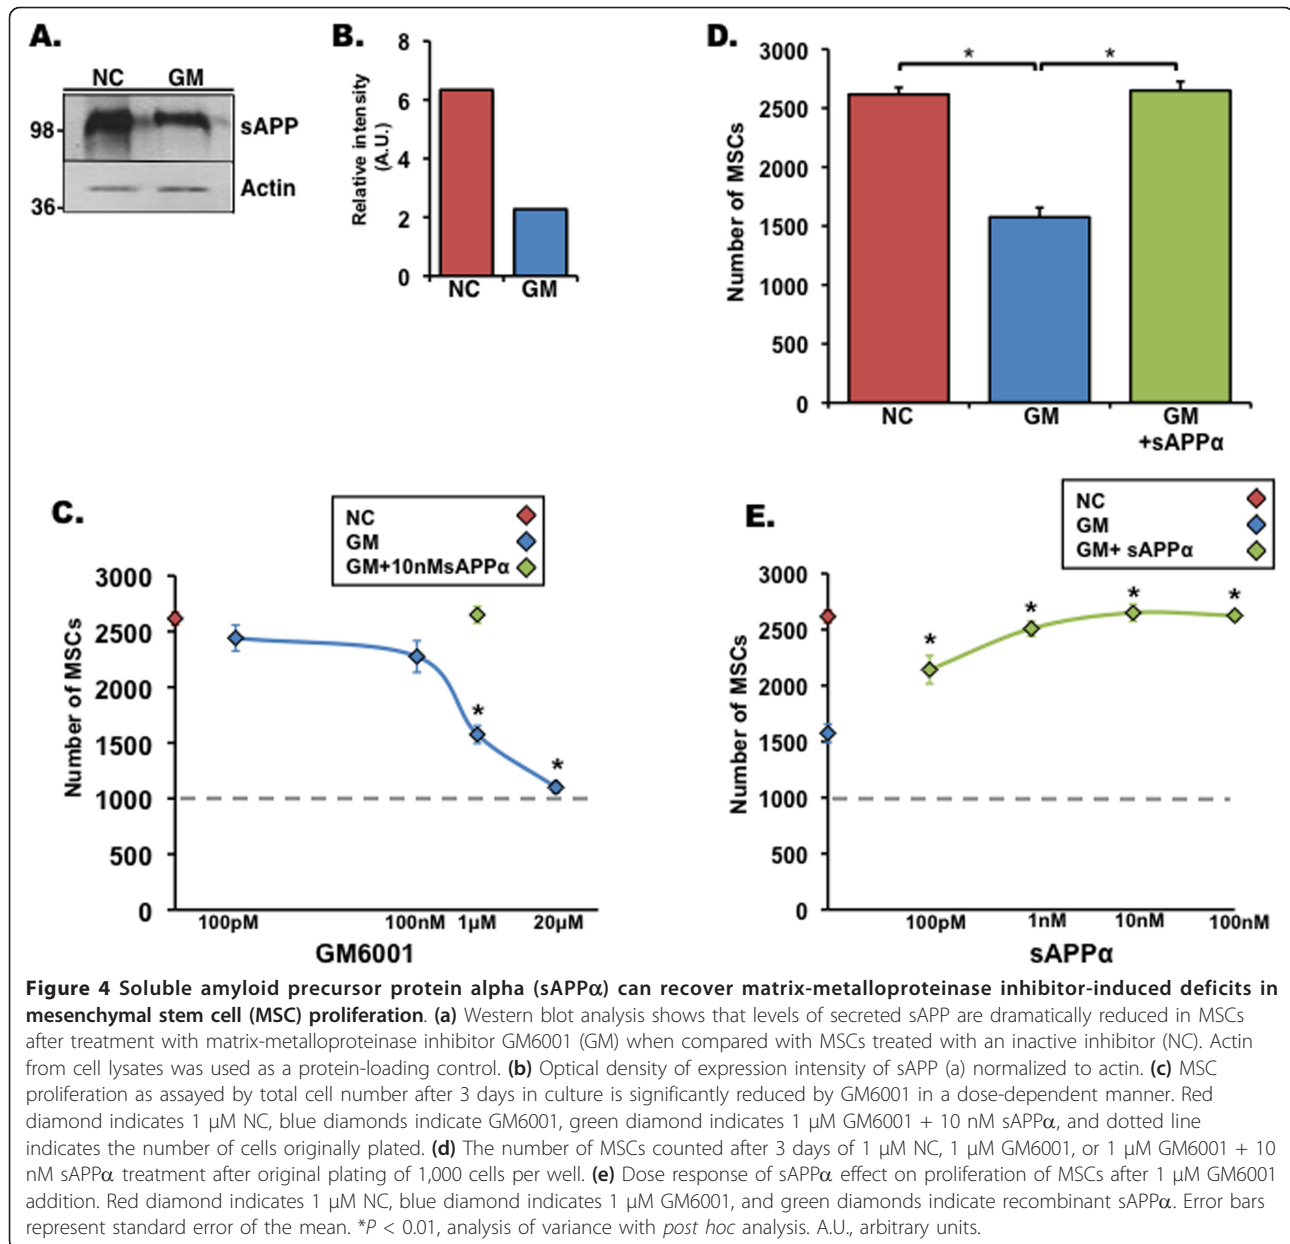 A.
NC GM
98
sAPP
Actin
36
B.
8
6
4
2
0
Relative intensity
(A.U.)
NC GM
D.
3000
2500
2000
1500
1000
500
0
Number of MSCs
* *
NC GM GM
+sAPPα
C.
NC
GM
GM+10nMsAPPα
3000
2500
2000
1500
1000
500
0
Number of MSCs
*
*
100pM 100nM 1µM 20µM
GM6001
E.
NC
GM
GM+ sAPPα
3000
2500
2000
1500
1000
500
0
Number of MSCs
* * * *
100pM 1nM 10nM 100nM
sAPPα
Figure 4 Soluble amyloid precursor protein alpha (sAPPα) can recover matrix-metalloproteinase inhibitor-induced deficits in
mesenchymal stem cell (MSC) proliferation. (a) Western blot analysis shows that levels of secreted sAPP are dramatically reduced in MSCs
after treatment with matrix-metalloproteinase inhibitor GM6001 (GM) when compared with MSCs treated with an inactive inhibitor (NC). Actin
from cell lysates was used as a protein-loading control. (b) Optical density of expression intensity of sAPP (a) normalized to actin. (c) MSC
proliferation as assayed by total cell number after 3 days in culture is significantly reduced by GM6001 in a dose-dependent manner. Red
diamond indicates 1 µM NC, blue diamonds indicate GM6001, green diamond indicates 1 µM GM6001 + 10 nM sAPPα, and dotted line
indicates the number of cells originally plated. (d) The number of MSCs counted after 3 days of 1 µM NC, 1 µM GM6001, or 1 µM GM6001 + 10
nM sAPPα treatment after original plating of 1,000 cells per well. (e) Dose response of sAPPα effect on proliferation of MSCs after 1 µM GM6001
addition. Red diamond indicates 1 µM NC, blue diamond indicates 1 µM GM6001, and green diamonds indicate recombinant sAPPα. Error bars
represent standard error of the mean. *P < 0.01, analysis of variance with post hoc analysis. A.U., arbitrary units.